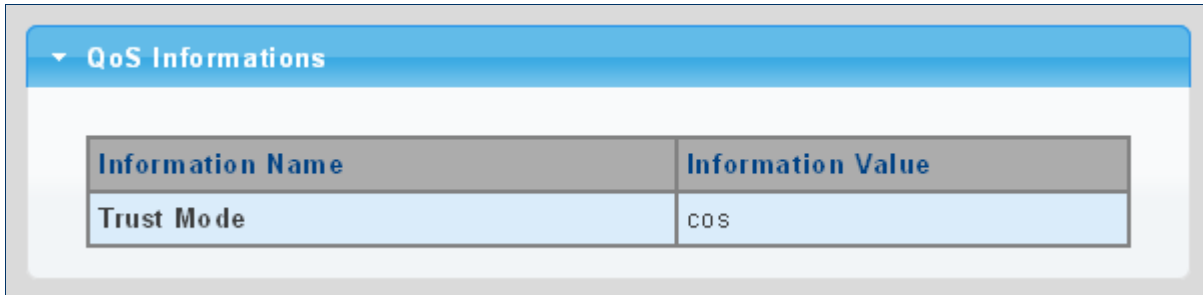 QoS Informations
Information Name Information Value
Trust Mode cos